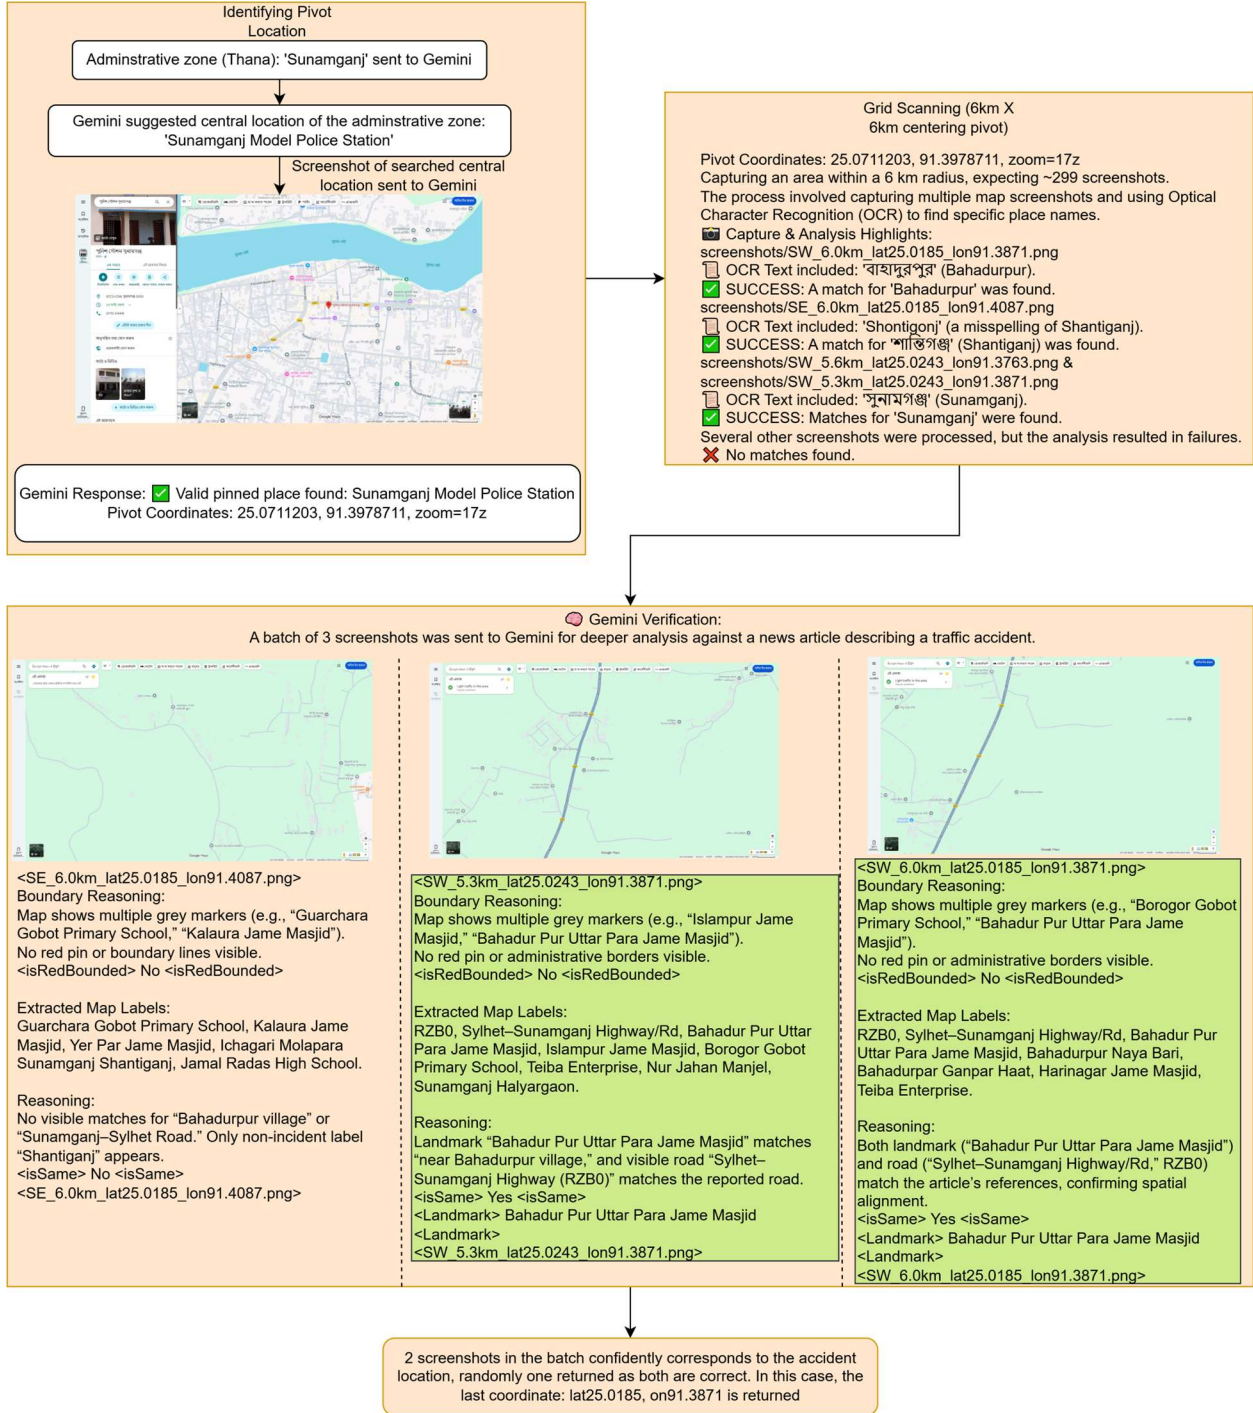 Identifying Pivot
Location
Adminstrative zone (Thana): 'Sunamganj' sent to Gemini
Gemini suggested central location of the adminstrative zone:
'Sunamganj Model Police Station'
Screenshot of searched central
location sent to Gemini
Gemini Response: ✅ Valid pinned place found: Sunamganj Model Police Station
Pivot Coordinates: 25.0711203, 91.3978711, zoom=17z
Grid Scanning (6km X
6km centering pivot)
Pivot Coordinates: 25.0711203, 91.3978711, zoom=17z
Capturing an area within a 6 km radius, expecting ~299 screenshots.
The process involved capturing multiple map screenshots and using Optical
Character Recognition (OCR) to find specific place names.
📸 Capture & Analysis Highlights:
screenshots/SW_6.0km_lat25.0185_lon91.3871.png
📜 OCR Text included: 'বাহাদুরপুর' (Bahadurpur).
✅ SUCCESS: A match for 'Bahadurpur' was found.
screenshots/SE_6.0km_lat25.0185_lon91.4087.png
📜 OCR Text included: 'Shontigonj' (a misspelling of Shantiganj).
✅ SUCCESS: A match for 'শান্তিগঞ্জ' (Shantiganj) was found.
screenshots/SW_5.6km_lat25.0243_lon91.3763.png &
screenshots/SW_5.3km_lat25.0243_lon91.3871.png
📜 OCR Text included: 'সুনামগঞ্জ' (Sunamganj).
✅ SUCCESS: Matches for 'Sunamganj' were found.
Several other screenshots were processed, but the analysis resulted in failures.
❌ No matches found.
🧠 Gemini Verification:
A batch of 3 screenshots was sent to Gemini for deeper analysis against a news article describing a traffic accident.
<SE_6.0km_lat25.0185_lon91.4087.png>
Boundary Reasoning:
Map shows multiple grey markers (e.g., “Guarchara
Gobot Primary School,” “Kalaura Jame Masjid”).
No red pin or boundary lines visible.
<isRedBounded> No <isRedBounded>
Extracted Map Labels:
Guarchara Gobot Primary School, Kalaura Jame
Masjid, Yer Par Jame Masjid, Ichagari Molapara
Sunamganj Shantiganj, Jamal Radas High School.
Reasoning:
No visible matches for “Bahadurpur village” or
“Sunamganj–Sylhet Road.” Only non-incident label
“Shantiganj” appears.
<isSame> No <isSame>
<SE_6.0km_lat25.0185_lon91.4087.png>
<SW_5.3km_lat25.0243_lon91.3871.png>
Boundary Reasoning:
Map shows multiple grey markers (e.g., “Islampur Jame
Masjid,” “Bahadur Pur Uttar Para Jame Masjid”).
No red pin or administrative borders visible.
<isRedBounded> No <isRedBounded>
Extracted Map Labels:
RZB0, Sylhet–Sunamganj Highway/Rd, Bahadur Pur Uttar
Para Jame Masjid, Islampur Jame Masjid, Borogor Gobot
Primary School, Teiba Enterprise, Nur Jahan Manjel,
Sunamganj Halyargaon.
Reasoning:
Landmark “Bahadur Pur Uttar Para Jame Masjid” matches
“near Bahadurpur village,” and visible road “Sylhet–
Sunamganj Highway (RZB0)” matches the reported road.
<isSame> Yes <isSame>
<Landmark> Bahadur Pur Uttar Para Jame Masjid
<Landmark>
<SW_5.3km_lat25.0243_lon91.3871.png>
<SW_6.0km_lat25.0185_lon91.3871.png>
Boundary Reasoning:
Map shows multiple grey markers (e.g., “Borogor Gobot
Primary School,” “Bahadur Pur Uttar Para Jame
Masjid”).
No red pin or administrative borders visible.
<isRedBounded> No <isRedBounded>
Extracted Map Labels:
RZB0, Sylhet–Sunamganj Highway/Rd, Bahadur Pur
Uttar Para Jame Masjid, Bahadurpur Naya Bari,
Bahadurpar Ganpar Haat, Harinagar Jame Masjid,
Teiba Enterprise.
Reasoning:
Both landmark (“Bahadur Pur Uttar Para Jame Masjid”)
and road (“Sylhet–Sunamganj Highway/Rd,” RZB0)
match the article’s references, confirming spatial
alignment.
<isSame> Yes <isSame>
<Landmark> Bahadur Pur Uttar Para Jame Masjid
<Landmark>
<SW_6.0km_lat25.0185_lon91.3871.png>
2 screenshots in the batch confidently corresponds to the accident
location, randomly one returned as both are correct. In this case, the
last coordinate: lat25.0185, on91.3871 is returned